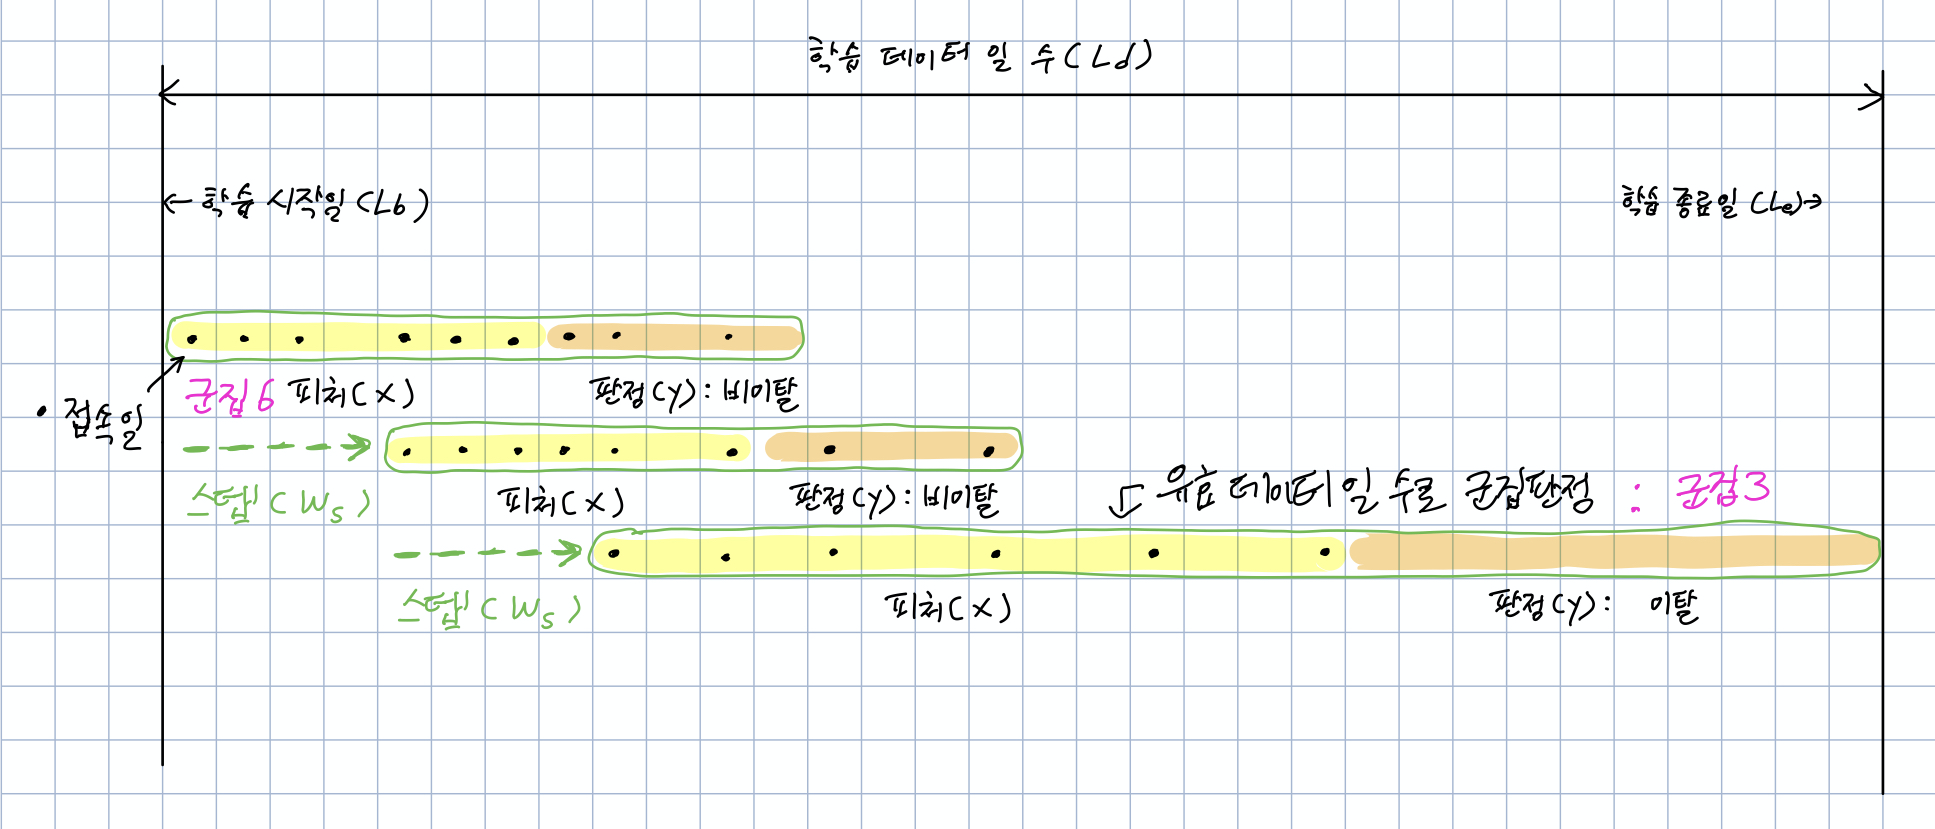 학습 데이터 일 수(Ld)
← 학습 시작일(Lb)
학습 종료일(Le)→
군집6 피처(X)
판정(y): 비이탈
• 접속일
스텝(Ws)
피처(X)
판정(y): 비이탈
유효 데이터 일 수로 군집판정 : 군집3
스텝(Ws)
피처(X)
판정(y): 이탈